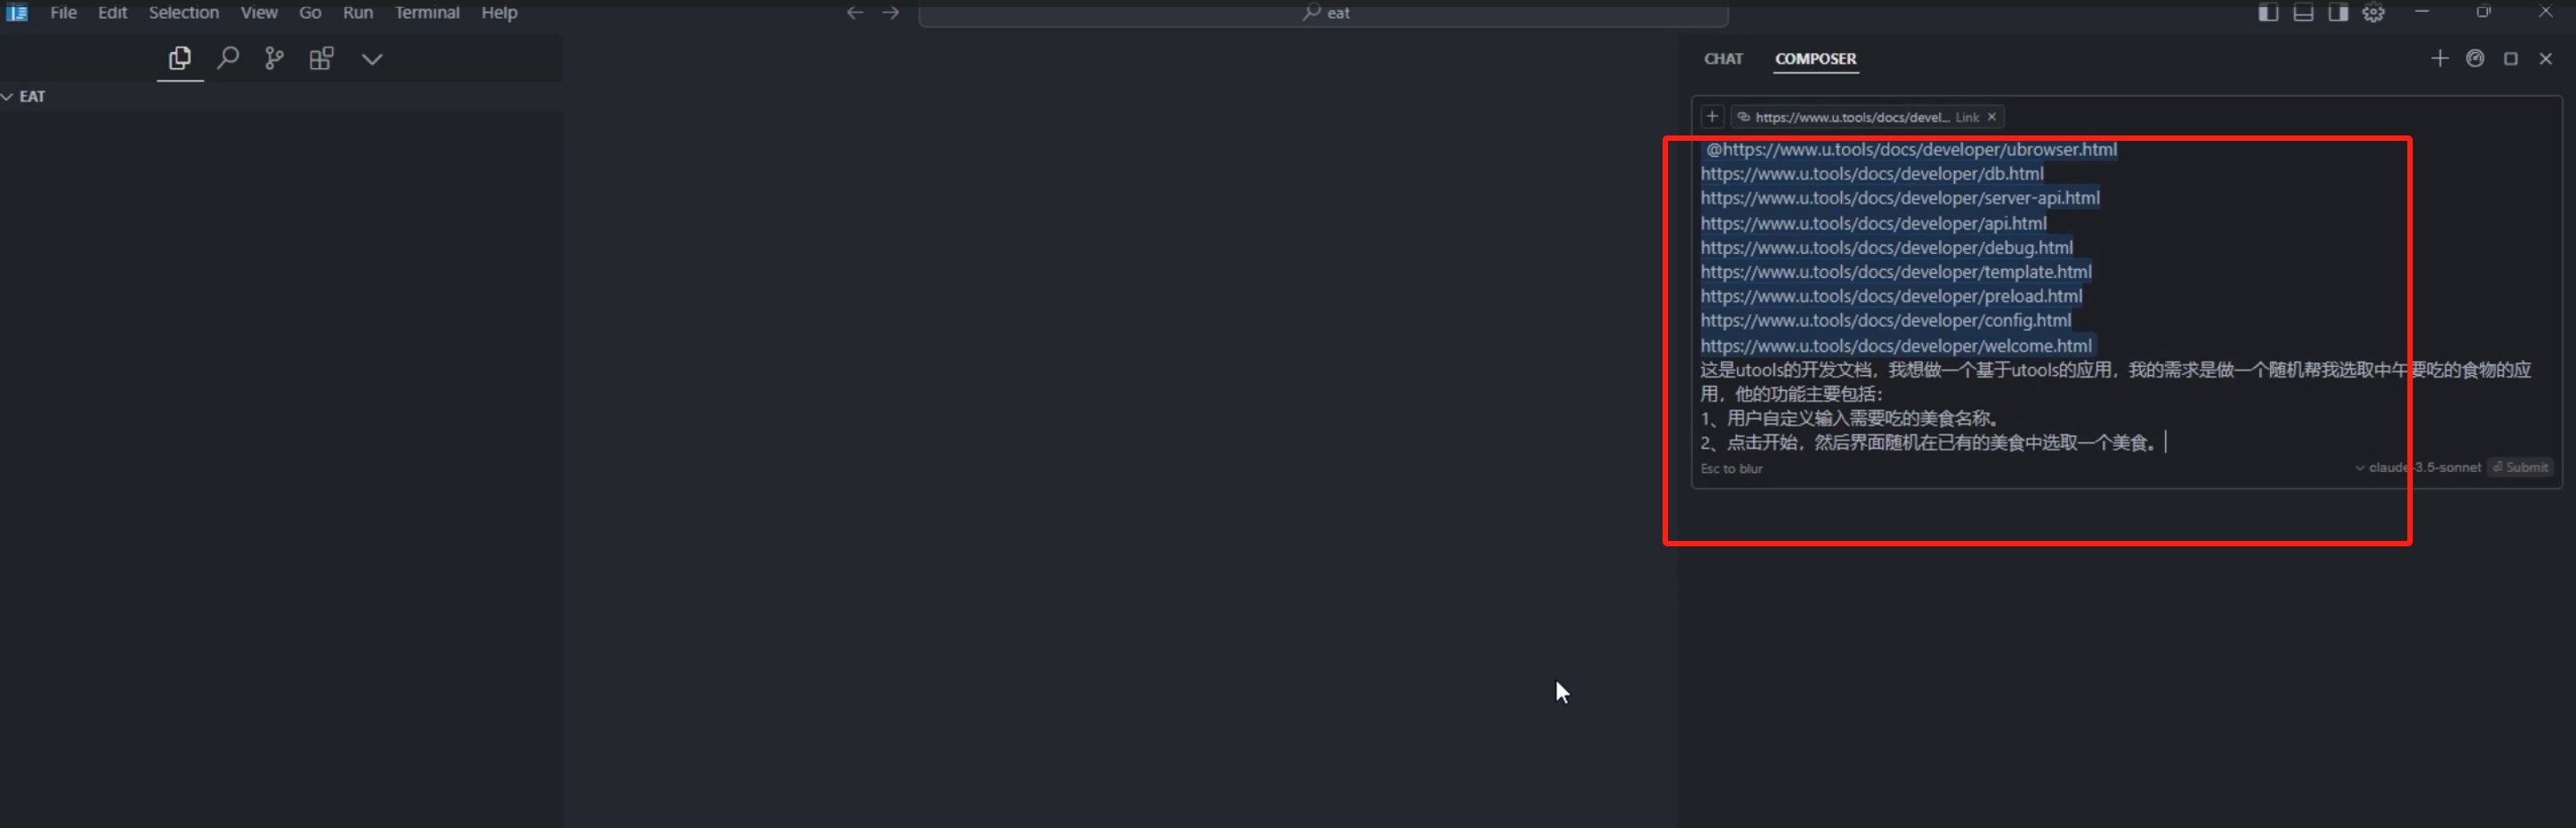 File Edit Selection View Go Run Terminal Help
eat
EAT
CHAT COMPOSER
https://www.u.tools/docs/devel... Link
@https://www.u.tools/docs/developer/ubrowser.html
https://www.u.tools/docs/developer/db.html
https://www.u.tools/docs/developer/server-api.html
https://www.u.tools/docs/developer/api.html
https://www.u.tools/docs/developer/debug.html
https://www.u.tools/docs/developer/template.html
https://www.u.tools/docs/developer/preload.html
https://www.u.tools/docs/developer/config.html
https://www.u.tools/docs/developer/welcome.html
这是utools的开发文档，我想做一个基于utools的应用，我的需求是做一个随机帮我选取中午要吃的食物的应
用，他的功能主要包括：
1、用户自定义输入需要吃的美食名称。
2、点击开始，然后界面随机在已有的美食中选取一个美食。
Esc to blur
claude-3.5-sonnet Submit